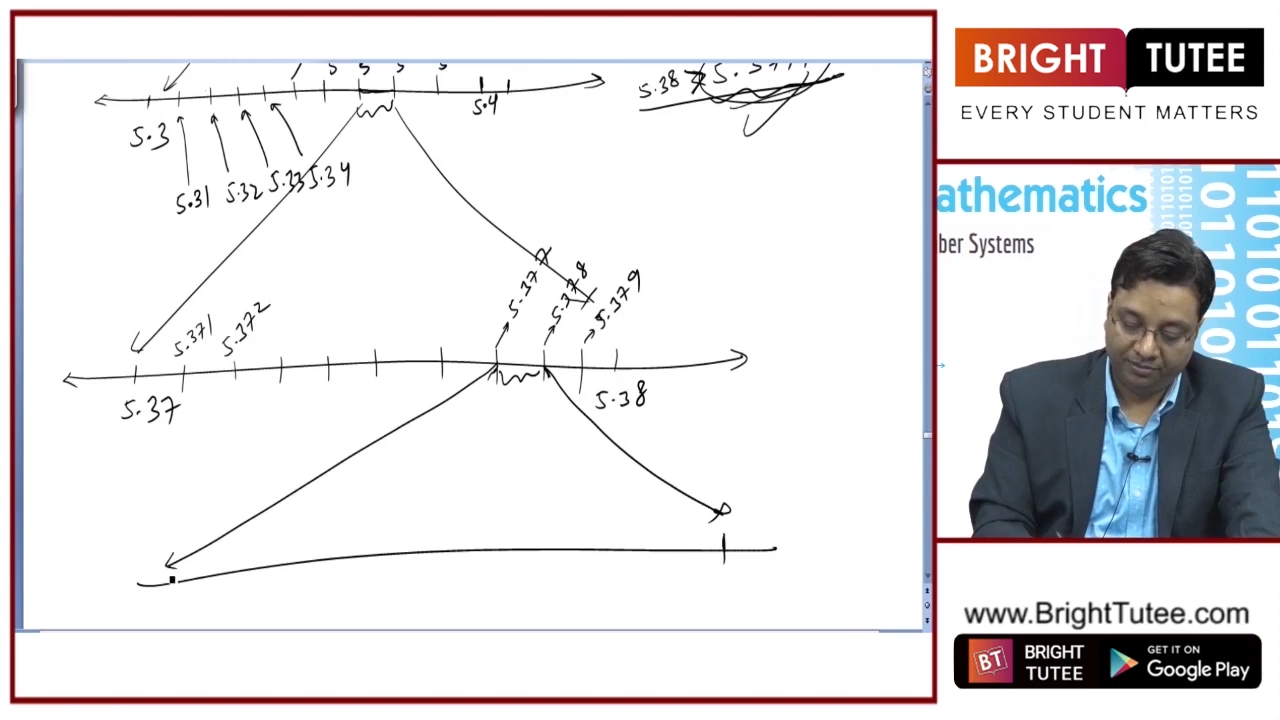 BRIGHT TUTEE
EVERY STUDENT MATTERS
athematics
ber Systems
5.38
5.3
5.4
5.31 5.32 5.33 5.34
5.371 5.372 5.377 5.378 5.379
5.37
5.38
www.BrightTutee.com
BT BRIGHT TUTEE
GET IT ON
Google Play